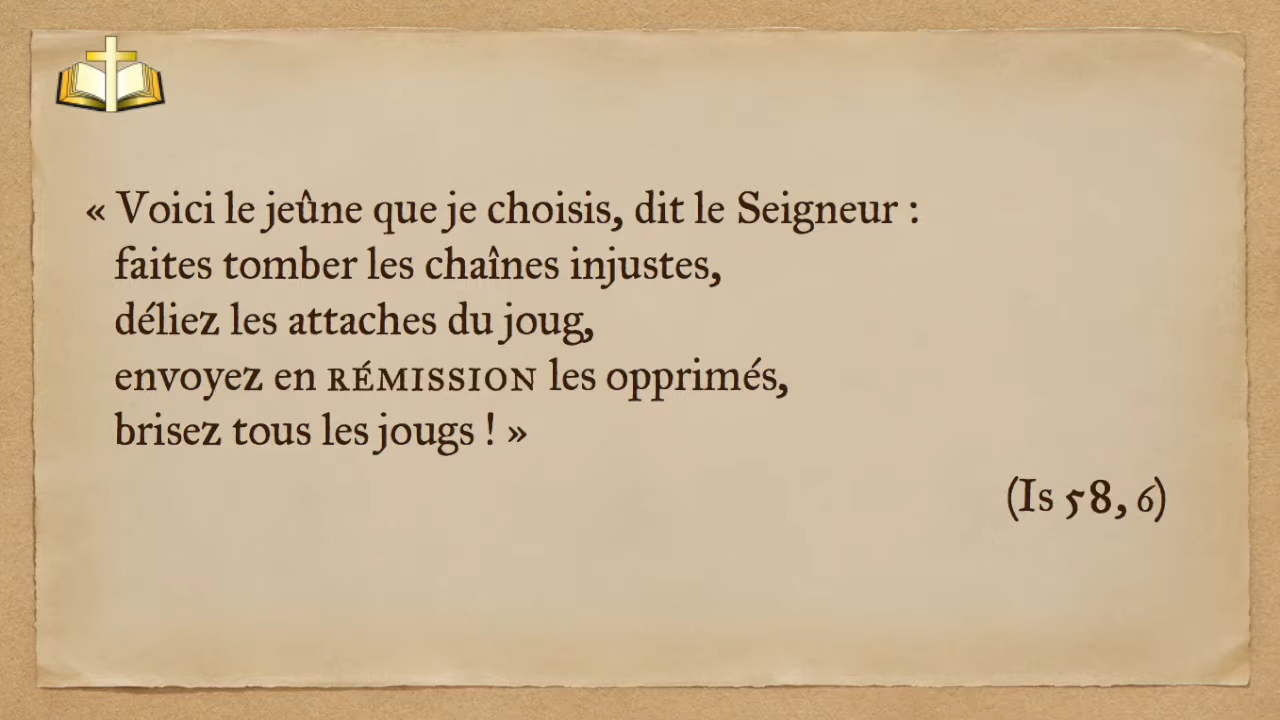 « Voici le jeûne que je choisis, dit le Seigneur :
faites tomber les chaînes injustes,
déliez les attaches du joug,
envoyez en RÉMISSION les opprimés,
brisez tous les jougs ! »
(Is 58, 6)